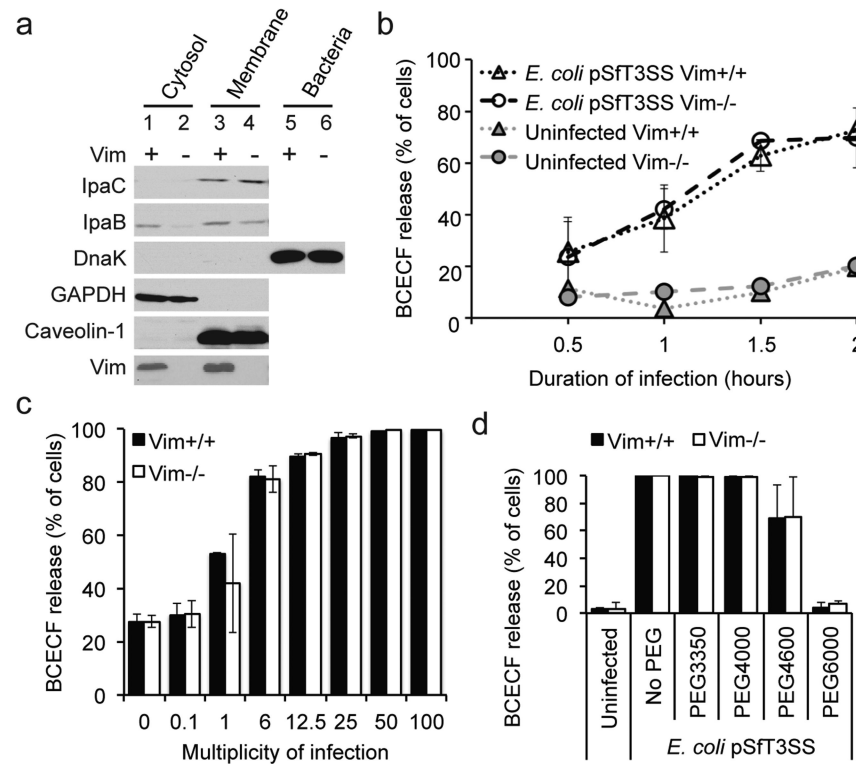 a
Cytosol Membrane Bacteria
1 2 3 4 5 6
Vim + - + - + -
IpaC
IpaB
DnaK
GAPDH
Caveolin-1
Vim
b
BCECF release (% of cells)
100
80
60
40
20
0
E. coli pSfT3SS Vim+/+
E. coli pSfT3SS Vim-/-
Uninfected Vim+/+
Uninfected Vim-/-
0.5 1 1.5 2
Duration of infection (hours)
c
BCECF release (% of cells)
100
80
60
40
20
0
Vim+/+
Vim-/-
0 0.1 1 6 12.5 25 50 100
Multiplicity of infection
d
Vim+/+ Vim-/-
BCECF release (% of cells)
100
80
60
40
20
0
Uninfected
No PEG
PEG3350
PEG4000
PEG4600
PEG6000
E. coli pSfT3SS